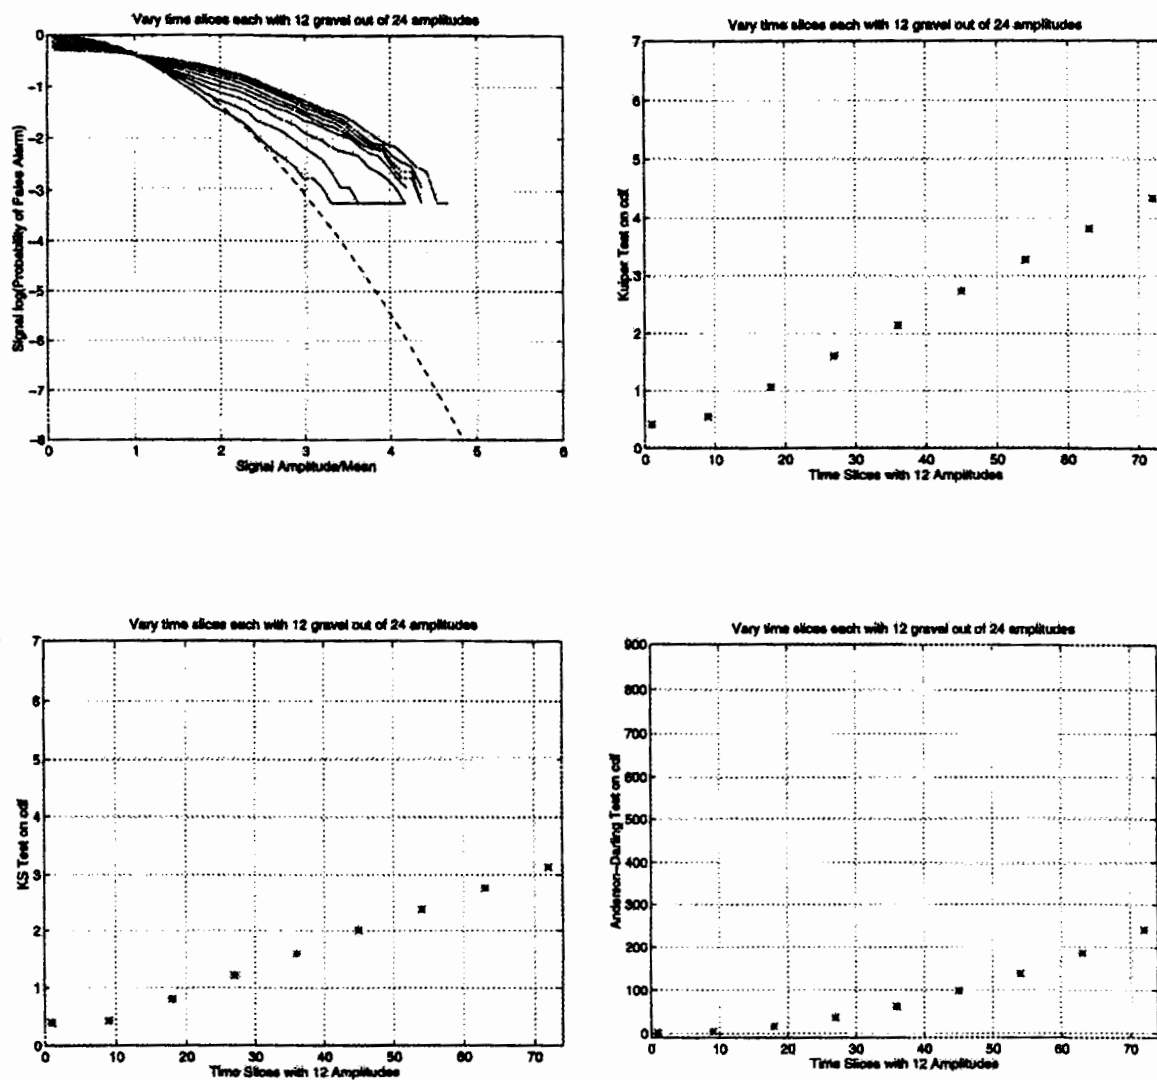 Vary time slices each with 12 gravel out of 24 amplitudes
0
−1
−2
−3
−4
−5
−6
−7
−8
Signal log(Probability of False Alarm)
0 1 2 3 4 5 6
Signal Amplitude/Mean
Vary time slices each with 12 gravel out of 24 amplitudes
7
6
5
4
3
2
1
0
Kuiper Test on cdf
0 10 20 30 40 50 60 70
Time Slices with 12 Amplitudes
Vary time slices each with 12 gravel out of 24 amplitudes
7
6
5
4
3
2
1
0
KS Test on cdf
0 10 20 30 40 50 60 70
Time Slices with 12 Amplitudes
Vary time slices each with 12 gravel out of 24 amplitudes
900
800
700
600
500
400
300
200
100
0
Anderson-Darling Test on cdf
0 10 20 30 40 50 60 70
Time Slices with 12 Amplitudes